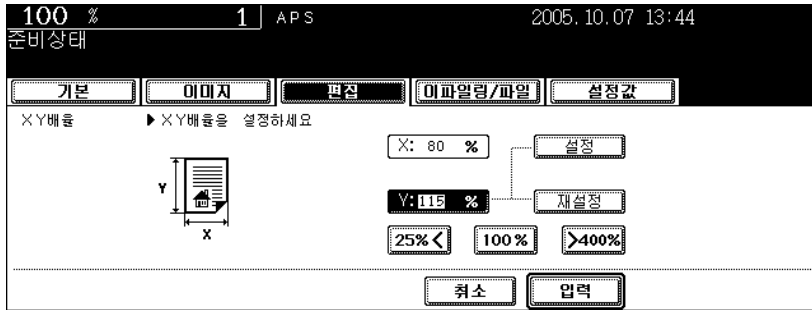 100 % 1 APS 2005.10.07 13:44
준비상태
기본 이미지 편집 이파일링/파일 설정값
XY배율 ▶XY배율을 설정하세요
X: 80 % 설정
Y
Y:115 % 재설정
X
25%< 100% >400%
취소 입력